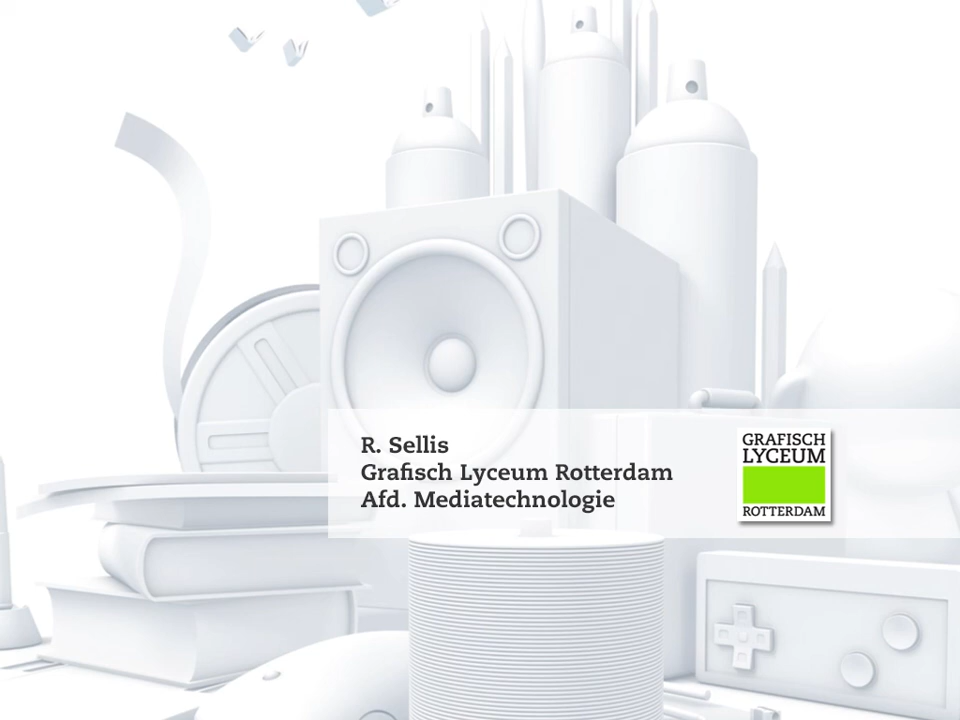 R. Sellis
Grafisch Lyceum Rotterdam
Afd. Mediatechnologie
GRAFISCH
LYCEUM
ROTTERDAM